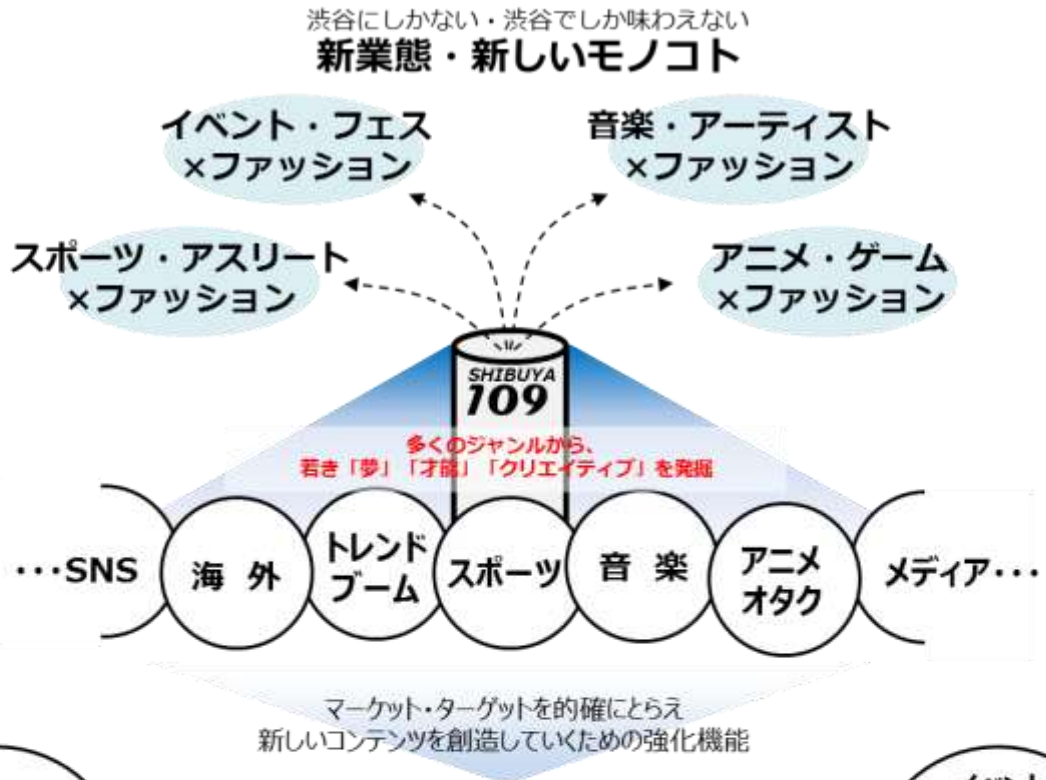 渋谷にしかない・渋谷でしか味わえない
新業態・新しいモノコト
イベント・フェス
×ファッション
音楽・アーティスト
×ファッション
スポーツ・アスリート
×ファッション
アニメ・ゲーム
×ファッション
SHIBUYA
109
多くのジャンルから、
若き「夢」「才能」「クリエイティブ」を発掘
･･･SNS
海 外
トレンド
ブーム
スポーツ
音 楽
アニメ
オタク
メディア･･･
マーケット・ターゲットを的確にとらえ
新しいコンテンツを創造していくための強化機能